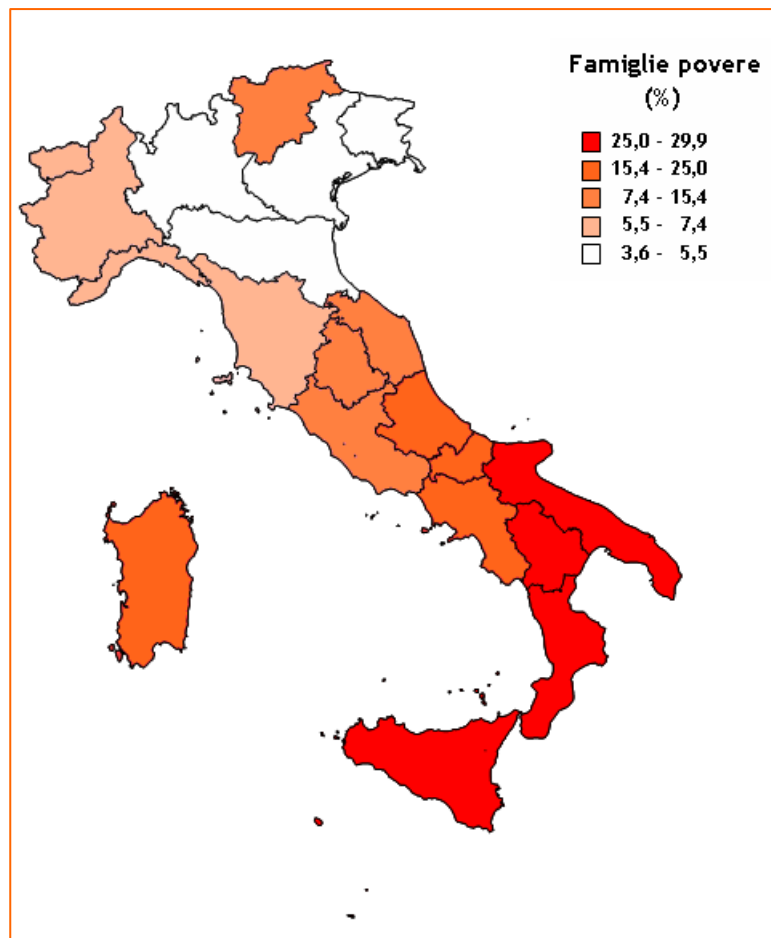 Famiglie povere
(%)
25,0 - 29,9
15,4 - 25,0
7,4 - 15,4
5,5 - 7,4
3,6 - 5,5